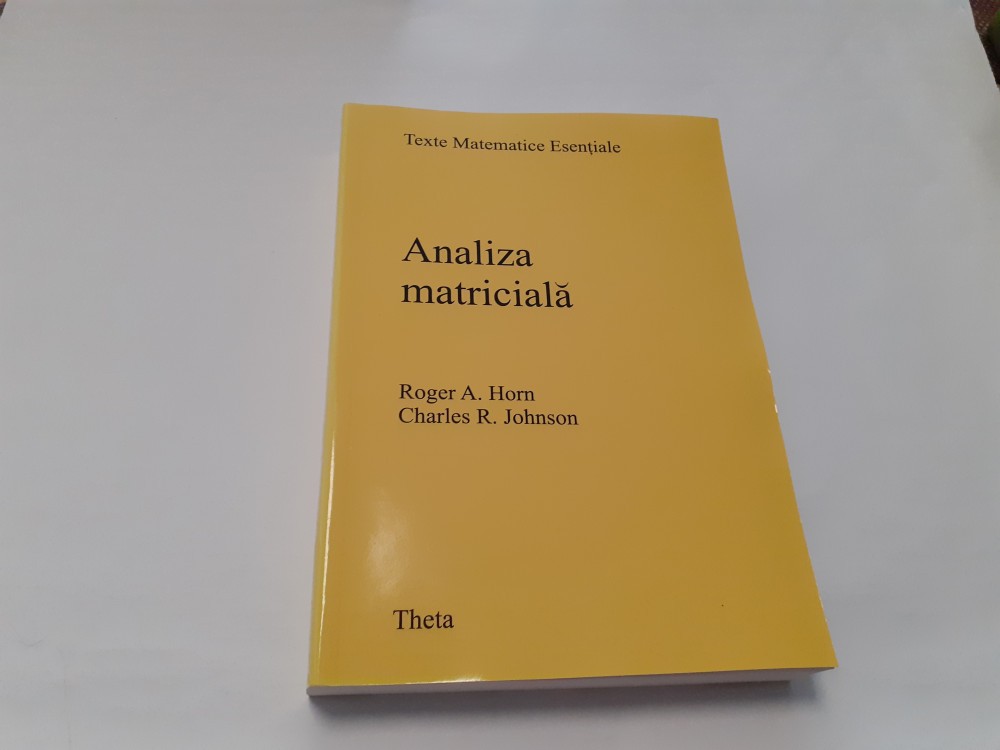 Texte Matematice Esențiale
Analiza
matricială
Roger A. Horn
Charles R. Johnson
Theta